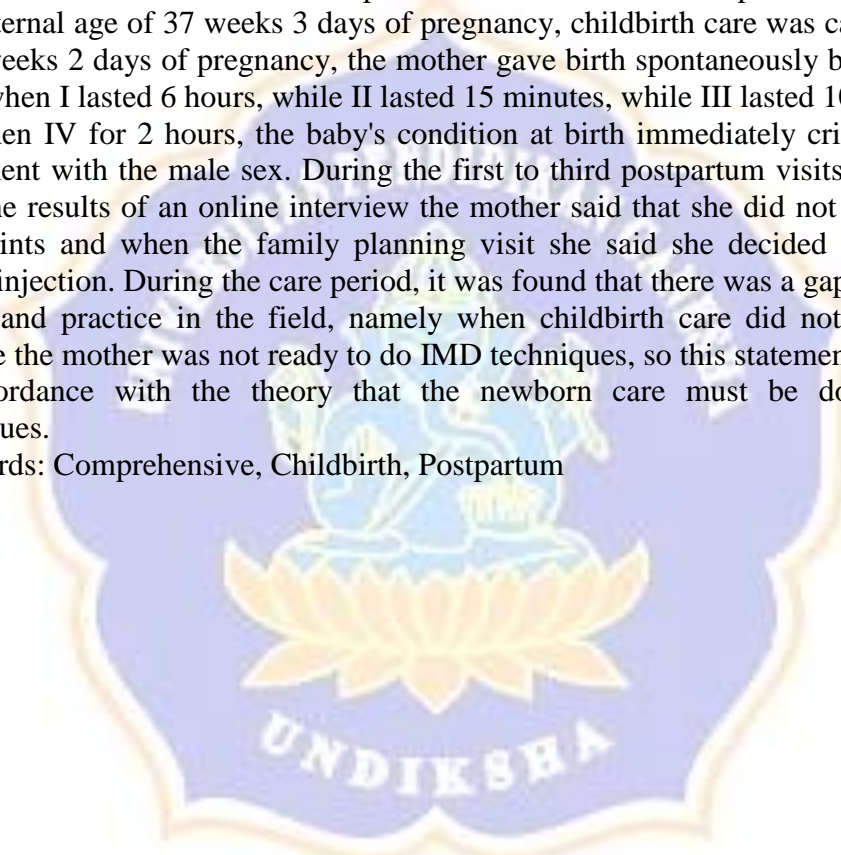 ternal age of 37 weeks 3 days of pregnancy, childbirth care was ca
eeks 2 days of pregnancy, the mother gave birth spontaneously b
when I lasted 6 hours, while II lasted 15 minutes, while III lasted 10
en IV for 2 hours, the baby's condition at birth immediately cri
ent with the male sex. During the first to third postpartum visits
e results of an online interview the mother said that she did not
ints and when the family planning visit she said she decided
injection. During the care period, it was found that there was a gap
and practice in the field, namely when childbirth care did not
e the mother was not ready to do IMD techniques, so this statement
ordance with the theory that the newborn care must be do
ues.
rds: Comprehensive, Childbirth, Postpartum
UNDIKSHA